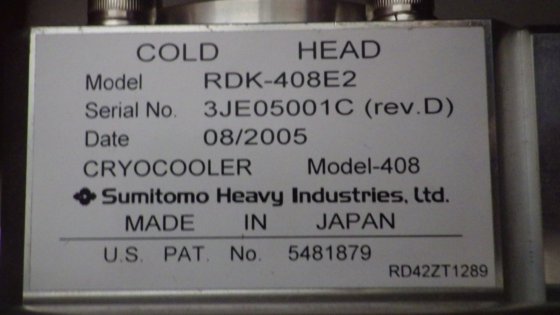 COLD HEAD
Model RDK-408E2
Serial No. 3JE05001C (rev.D)
Date 08/2005
CRYOCOOLER Model-408
Sumitomo Heavy Industries, Ltd.
MADE IN JAPAN
U.S. PAT. No. 5481879
RD42ZT1289